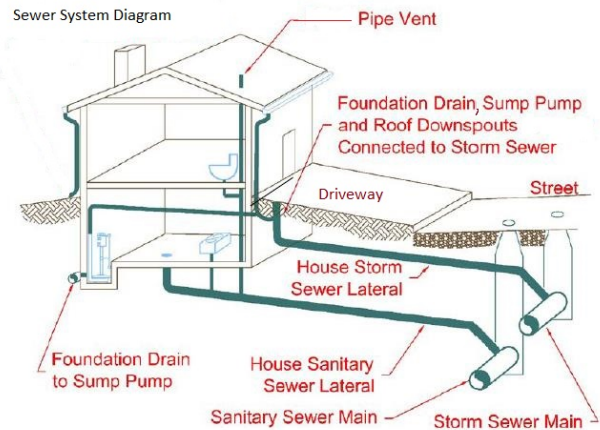 Sewer System Diagram
Pipe Vent
Foundation Drain, Sump Pump
and Roof Downspouts
Connected to Storm Sewer
Driveway
Street
House Storm
Sewer Lateral
Foundation Drain
to Sump Pump
House Sanitary
Sewer Lateral
Sanitary Sewer Main
Storm Sewer Main